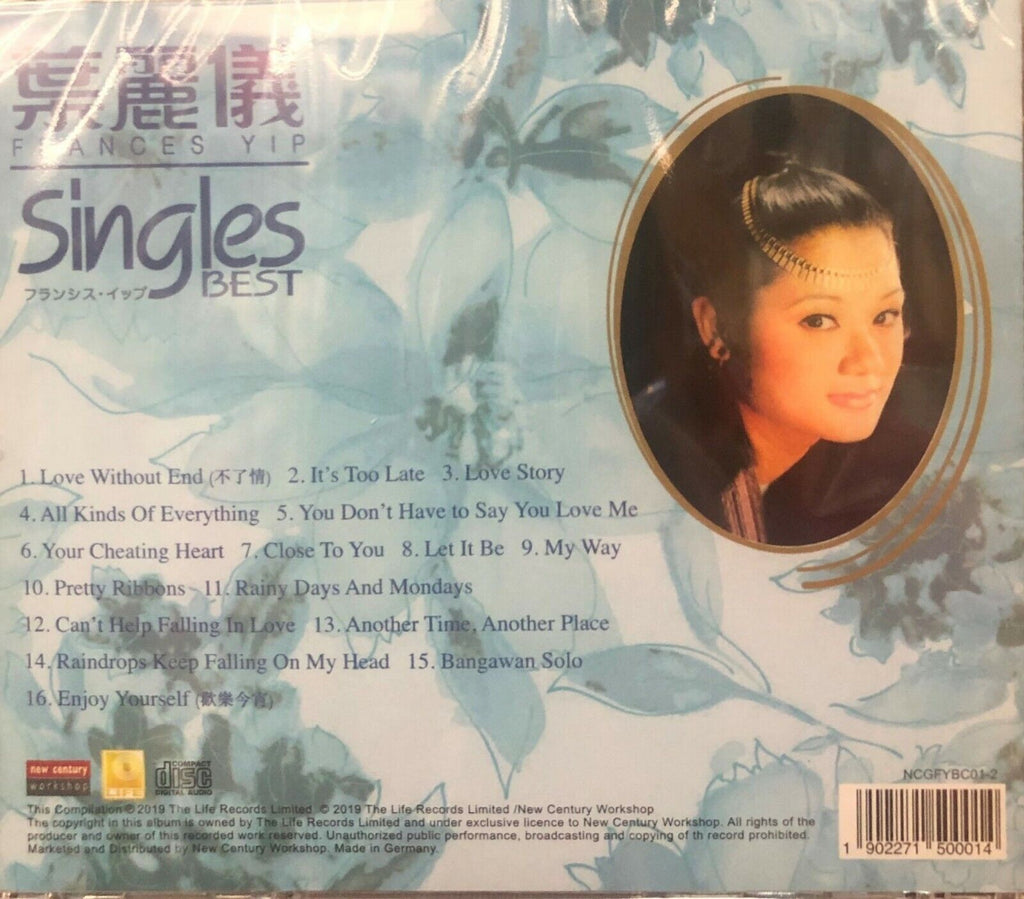 葉麗儀
FRANCES YIP
Singles
BEST
フランシス・イップ
1. Love Without End (不了情) 2. It's Too Late 3. Love Story
4. All Kinds Of Everything 5. You Don't Have to Say You Love Me
6. Your Cheating Heart 7. Close To You 8. Let It Be 9. My Way
10. Pretty Ribbons 11. Rainy Days And Mondays
12. Can't Help Falling In Love 13. Another Time, Another Place
14. Raindrops Keep Falling On My Head 15. Bangawan Solo
16. Enjoy Yourself (歡樂今宵)
new century
workshop
LIFE
COMPACT
disc
DIGITAL AUDIO
NCGFYBC01-2
This Compilation ℗ 2019 The Life Records Limited. © 2019 The Life Records Limited /New Century Workshop
The copyright in this album is owned by The Life Records Limited and under exclusive licence to New Century Workshop. All rights of the
producer and owner of this recorded work reserved. Unauthorized public performance, broadcasting and copying of th record prohibited.
Marketed and Distributed by New Century Workshop. Made in Germany.
1 902271 500014